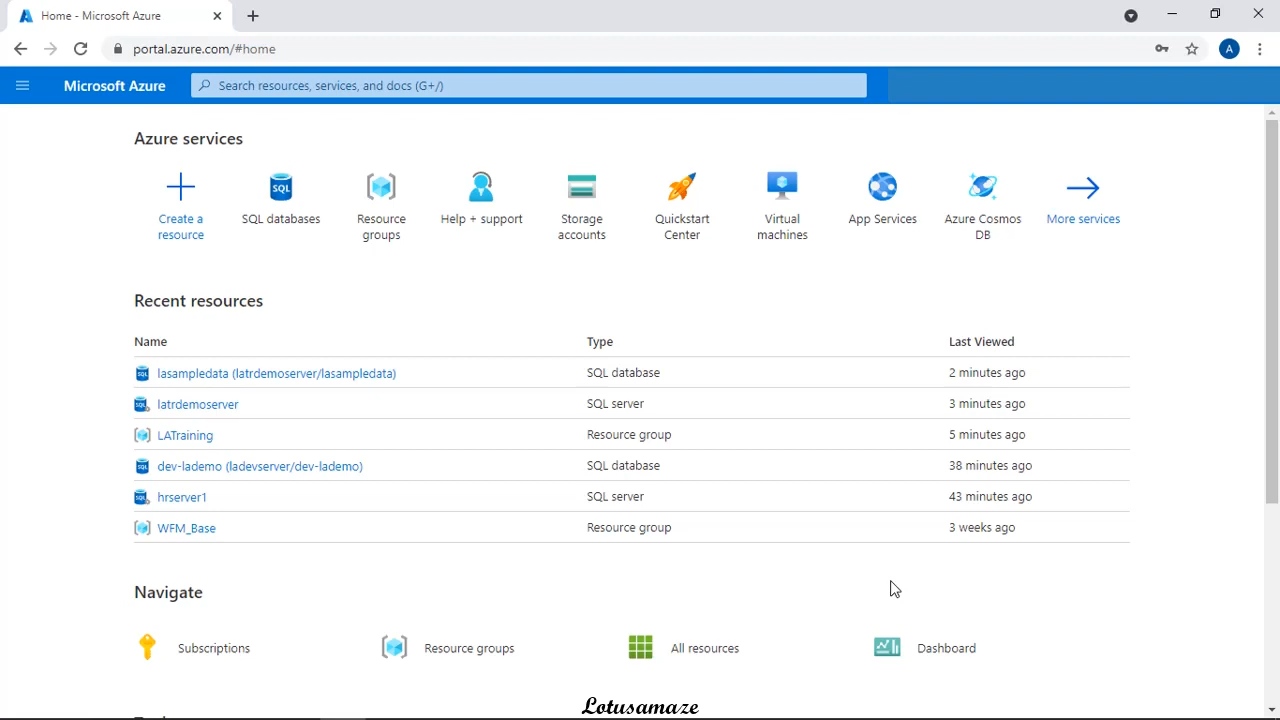 Home - Microsoft Azure
portal.azure.com/#home
A
Microsoft Azure
Search resources, services, and docs (G+/)
Azure services
Create a resource
SQL
SQL databases
Resource groups
Help + support
Storage accounts
Quickstart Center
Virtual machines
App Services
Azure Cosmos DB
More services
Recent resources
Name Type Last Viewed
lasampledata (latrdemoserver/lasampledata) SQL database 2 minutes ago
latrdemoserver SQL server 3 minutes ago
LATraining Resource group 5 minutes ago
dev-lademo (ladevserver/dev-lademo) SQL database 38 minutes ago
hrserver1 SQL server 43 minutes ago
WFM_Base Resource group 3 weeks ago
Navigate
Subscriptions Resource groups All resources Dashboard
Lotusamaze